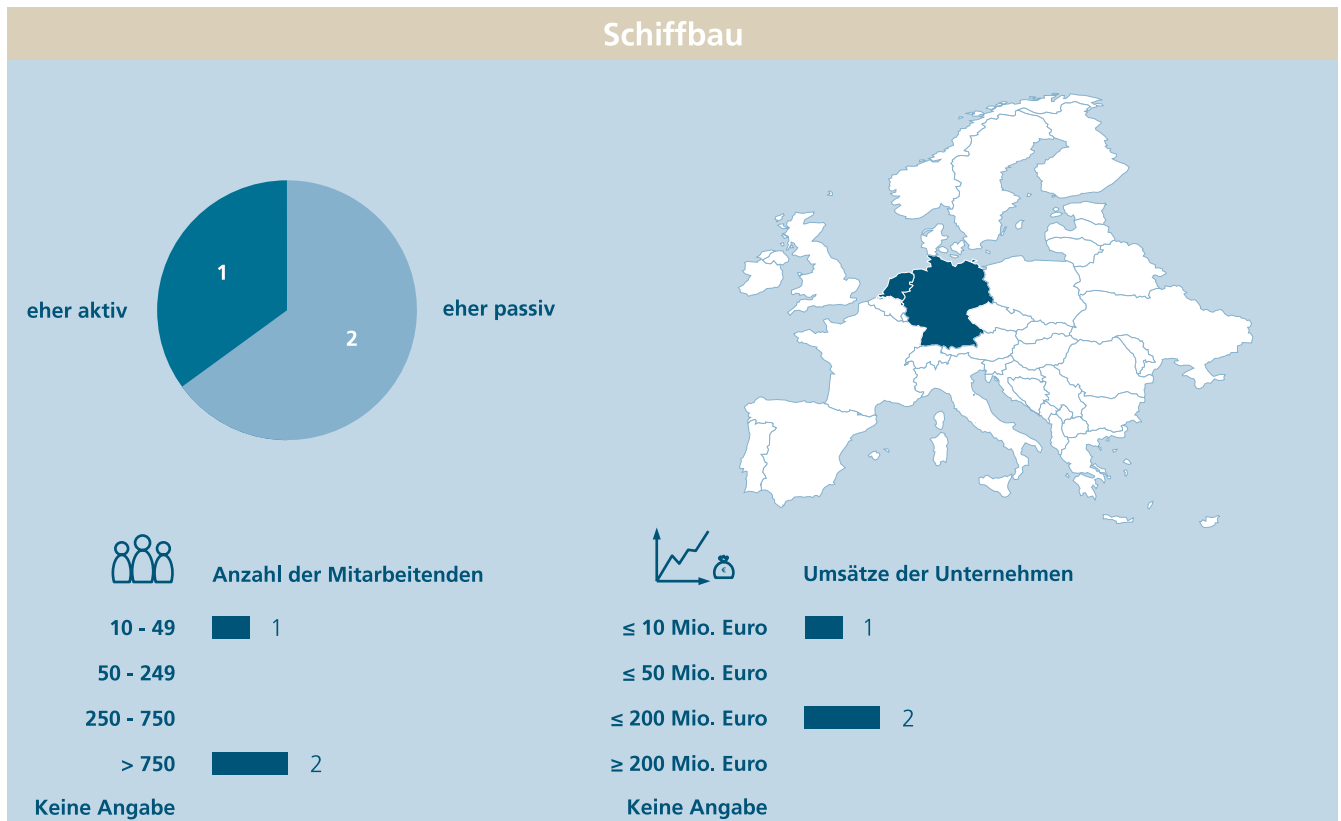 Schiffbau
eher aktiv
1
2
eher passiv
Anzahl der Mitarbeitenden
10 - 49 1
50 - 249
250 - 750
> 750 2
Keine Angabe
€
Umsätze der Unternehmen
≤ 10 Mio. Euro 1
≤ 50 Mio. Euro
≤ 200 Mio. Euro 2
≥ 200 Mio. Euro
Keine Angabe